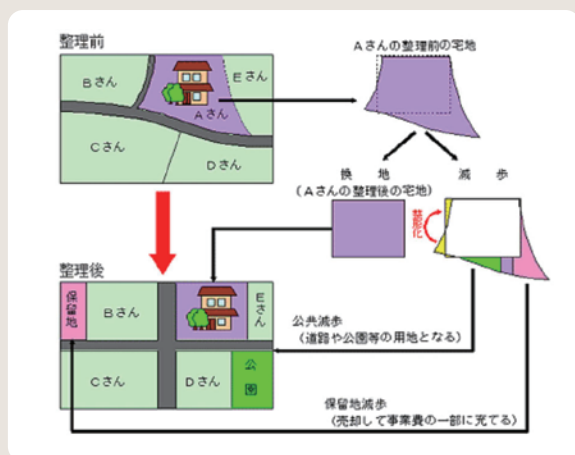 整理前
Aさんの整理前の宅地
Bさん
Eさん
Aさん
Cさん
Dさん
換地
(Aさんの整理後の宅地)
減歩
整形化
整理後
保留地
Bさん
Eさん
公共減歩
(道路や公園等の用地となる)
Cさん
Dさん
公園
保留地減歩
(売却して事業費の一部に充てる)